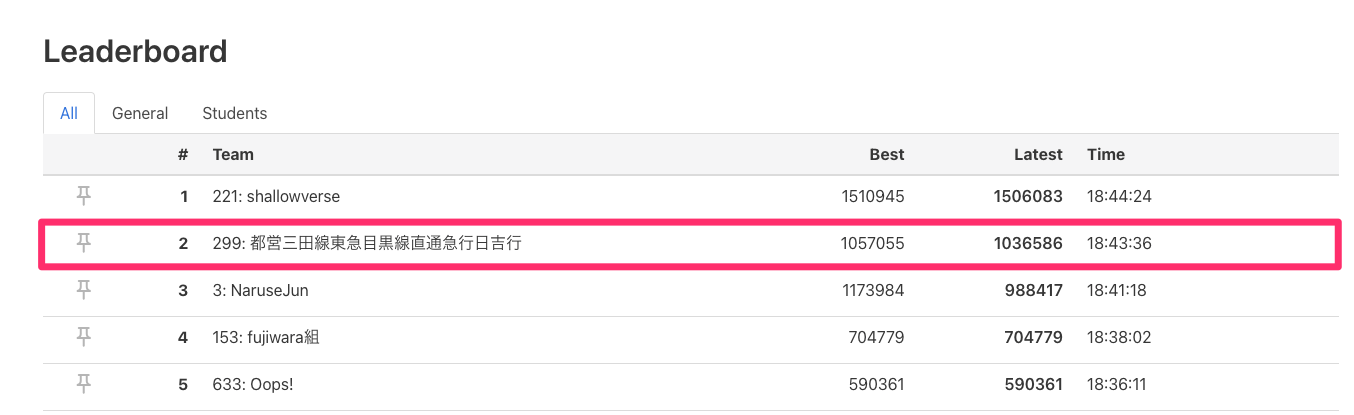 Leaderboard
All General Students
# Team Best Latest Time
1 221: shallowverse 1510945 1506083 18:44:24
2 299: 都営三田線東急目黒線直通急行日吉行 1057055 1036586 18:43:36
3 3: NaruseJun 1173984 988417 18:41:18
4 153: fujiwara組 704779 704779 18:38:02
5 633: Oops! 590361 590361 18:36:11